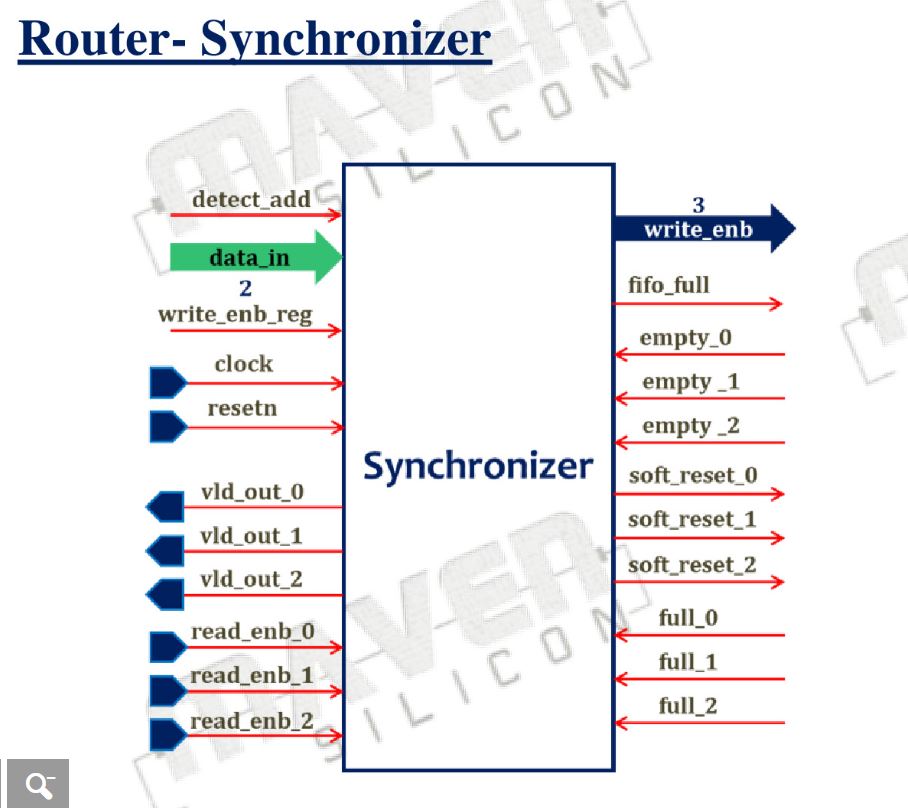 Router- Synchronizer
MAVEN
SILICON
detect_add
data_in
2
write_enb_reg
clock
resetn
vld_out_0
vld_out_1
vld_out_2
read_enb_0
read_enb_1
read_enb_2
Synchronizer
3
write_enb
fifo_full
empty_0
empty _1
empty _2
soft_reset_0
soft_reset_1
soft_reset_2
full_0
full_1
full_2
MAVEN
SILICON